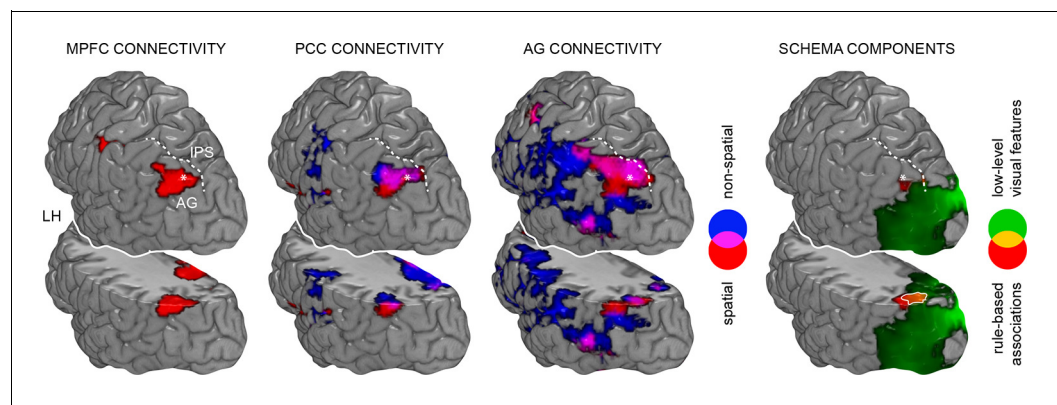 MPFC CONNECTIVITY
PCC CONNECTIVITY
AG CONNECTIVITY
SCHEMA COMPONENTS
IPS
*
AG
LH
*
*
*
non-spatial
spatial
low-level
visual features
rule-based
associations